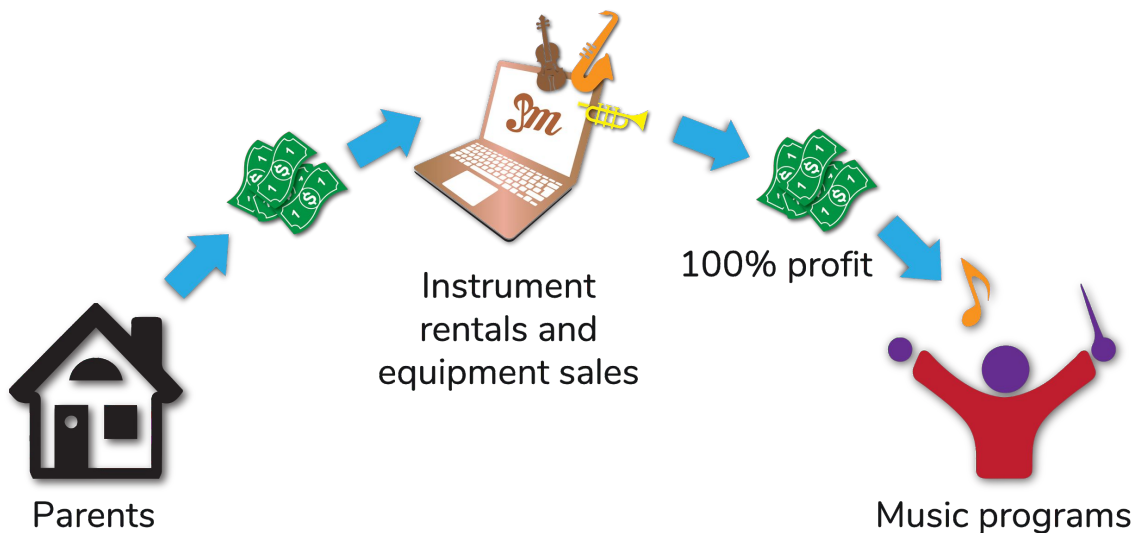 Instrument
rentals and
equipment sales
100% profit
Parents
Music programs